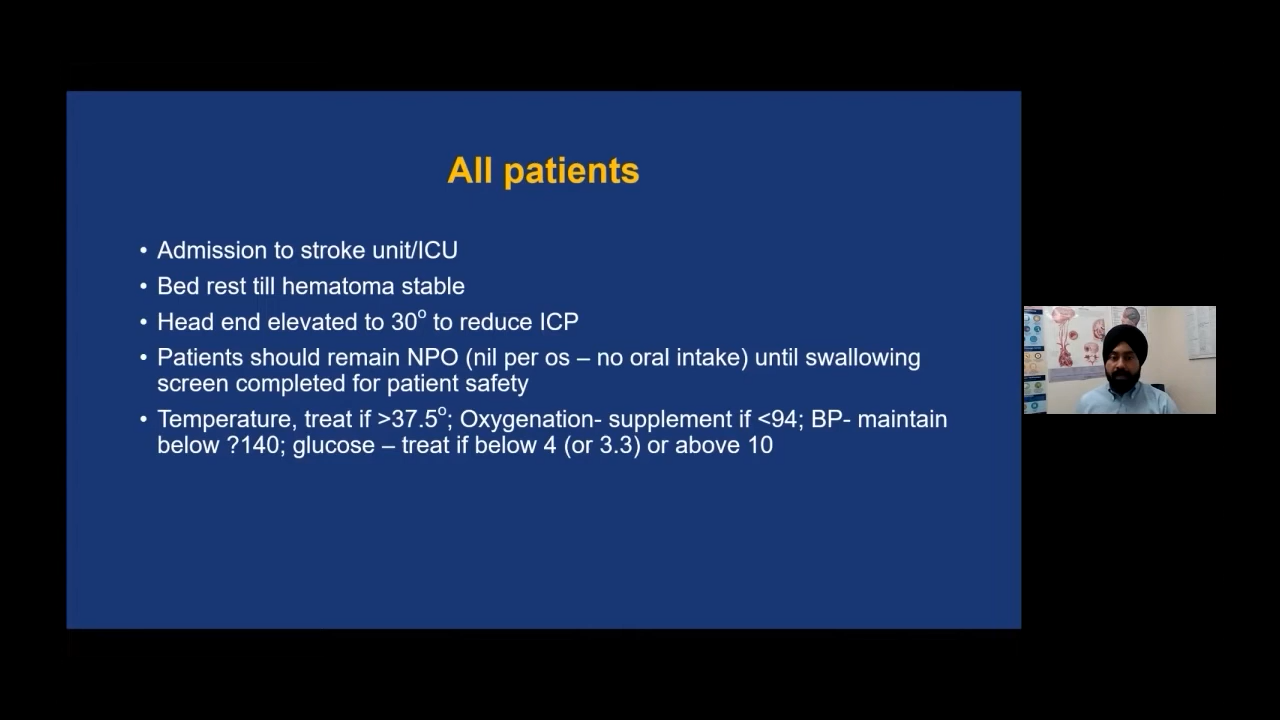 All patients
• Admission to stroke unit/ICU
• Bed rest till hematoma stable
• Head end elevated to 30° to reduce ICP
• Patients should remain NPO (nil per os – no oral intake) until swallowing
screen completed for patient safety
• Temperature, treat if >37.5°; Oxygenation- supplement if <94; BP- maintain
below ?140; glucose – treat if below 4 (or 3.3) or above 10